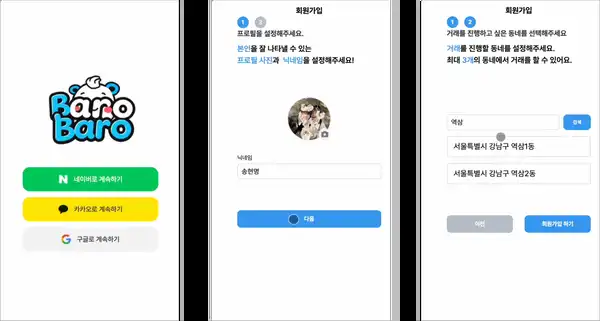 Baro
Baro
N 네이버로 계속하기
카카오로 계속하기
G 구글로 계속하기
회원가입
1 2
프로필을 설정해주세요.
본인을 잘 나타낼 수 있는
프로필 사진과 닉네임을 설정해주세요!
닉네임
송헌명
다음
회원가입
1 2
거래를 진행하고 싶은 동네를 선택해주세요
거래를 진행할 동네를 설정해주세요.
최대 3개의 동네에서 거래를 할 수 있어요.
역삼
검색
서울특별시 강남구 역삼1동
서울특별시 강남구 역삼2동
이전
회원가입 하기